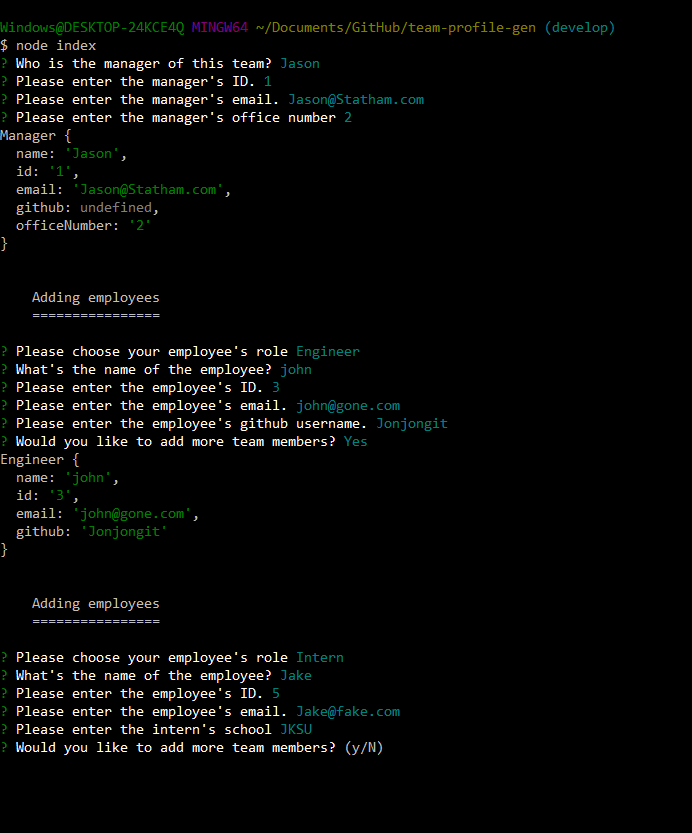 Windows@DESKTOP-24KCE4Q MINGW64 ~/Documents/GitHub/team-profile-gen (develop)
$ node index
? Who is the manager of this team? Jason
? Please enter the manager's ID. 1
? Please enter the manager's email. Jason@Statham.com
? Please enter the manager's office number 2
Manager {
  name: 'Jason',
  id: '1',
  email: 'Jason@Statham.com',
  github: undefined,
  officeNumber: '2'
}
    Adding employees
    ================
? Please choose your employee's role Engineer
? What's the name of the employee? john
? Please enter the employee's ID. 3
? Please enter the employee's email. john@gone.com
? Please enter the employee's github username. Jonjongit
? Would you like to add more team members? Yes
Engineer {
  name: 'john',
  id: '3',
  email: 'john@gone.com',
  github: 'Jonjongit'
}
    Adding employees
    ================
? Please choose your employee's role Intern
? What's the name of the employee? Jake
? Please enter the employee's ID. 5
? Please enter the employee's email. Jake@fake.com
? Please enter the intern's school JKSU
? Would you like to add more team members? (y/N)